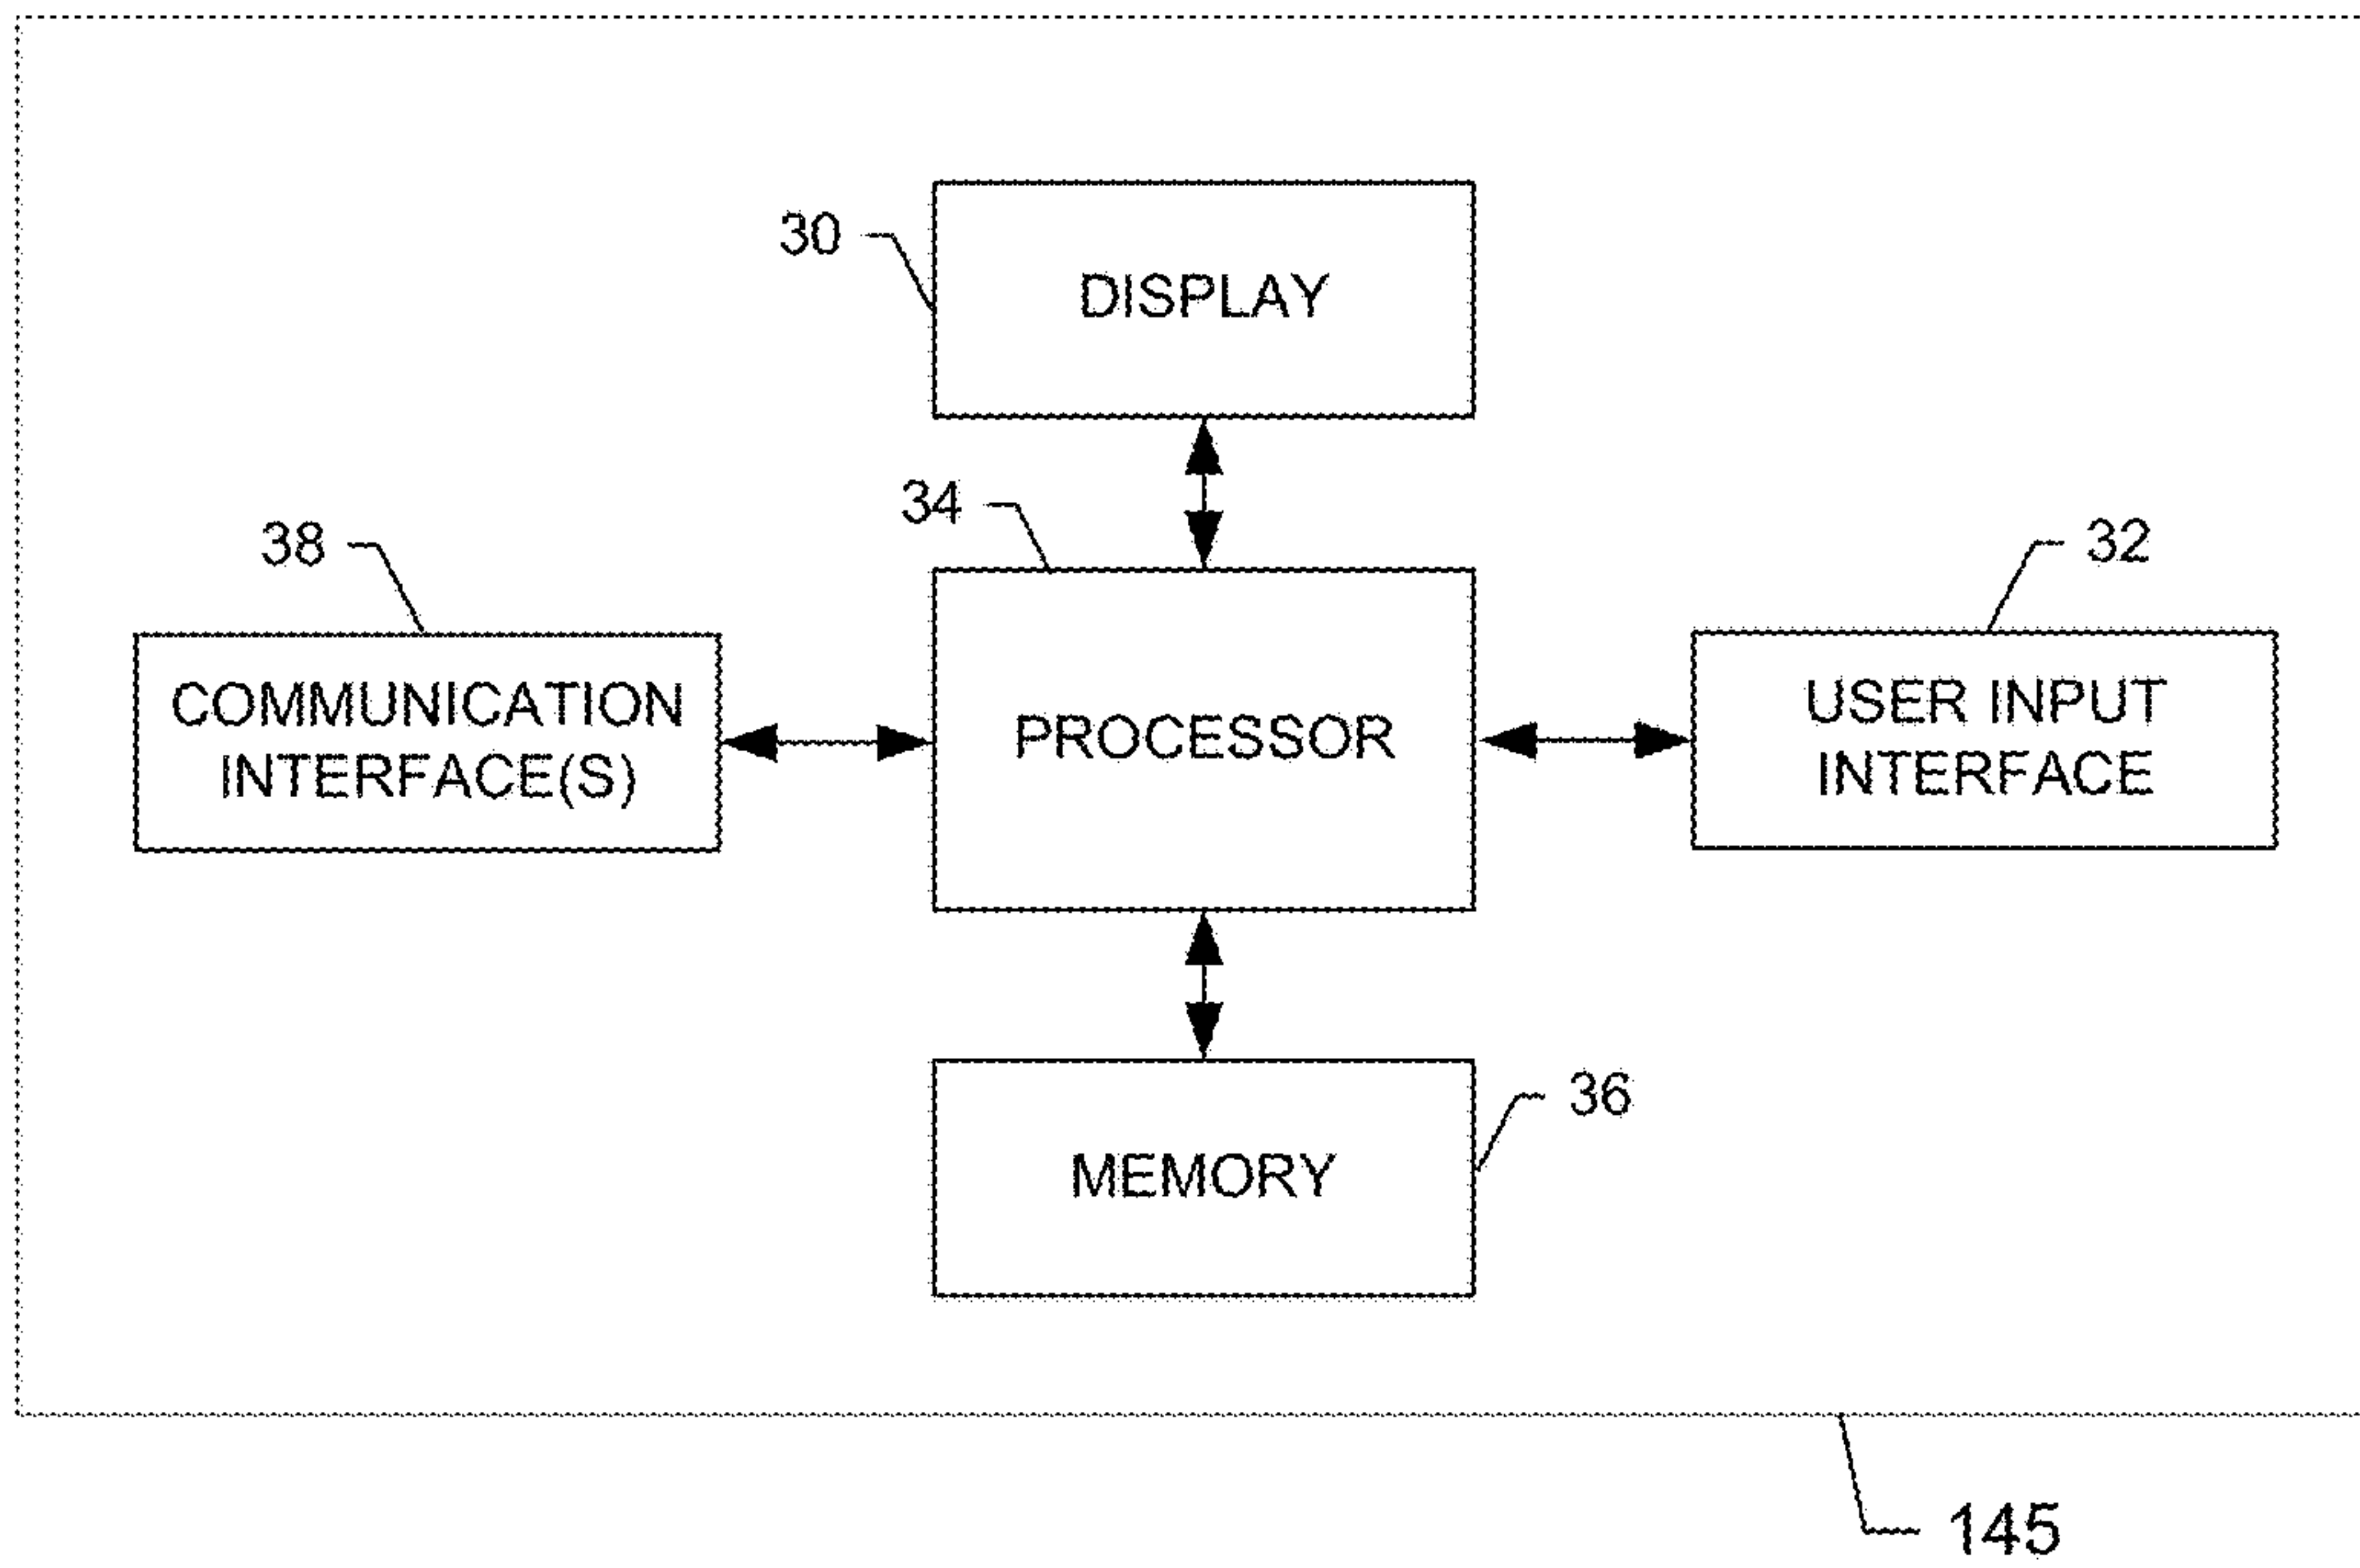 30
DISPLAY
34
38
32
COMMUNICATION
INTERFACE(S)
PROCESSOR
USER INPUT
INTERFACE
36
MEMORY
145